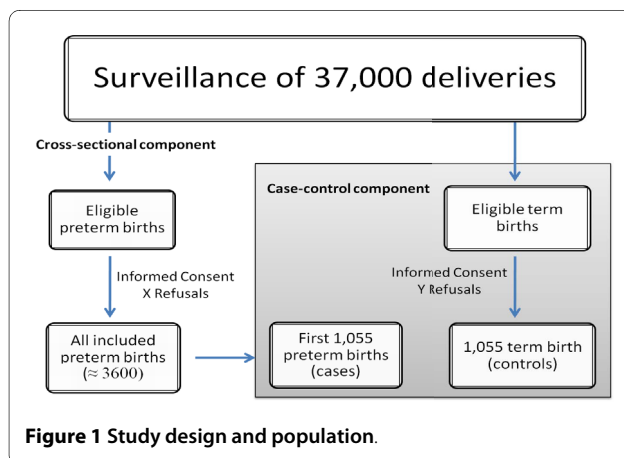 Surveillance of 37,000 deliveries
Cross-sectional component
Eligible
preterm births
Informed Consent
X Refusals
All included
preterm births
(≈ 3600)
Case-control component
Eligible term
births
Informed Consent
Y Refusals
First 1,055
preterm births
(cases)
1,055 term birth
(controls)
Figure 1 Study design and population.